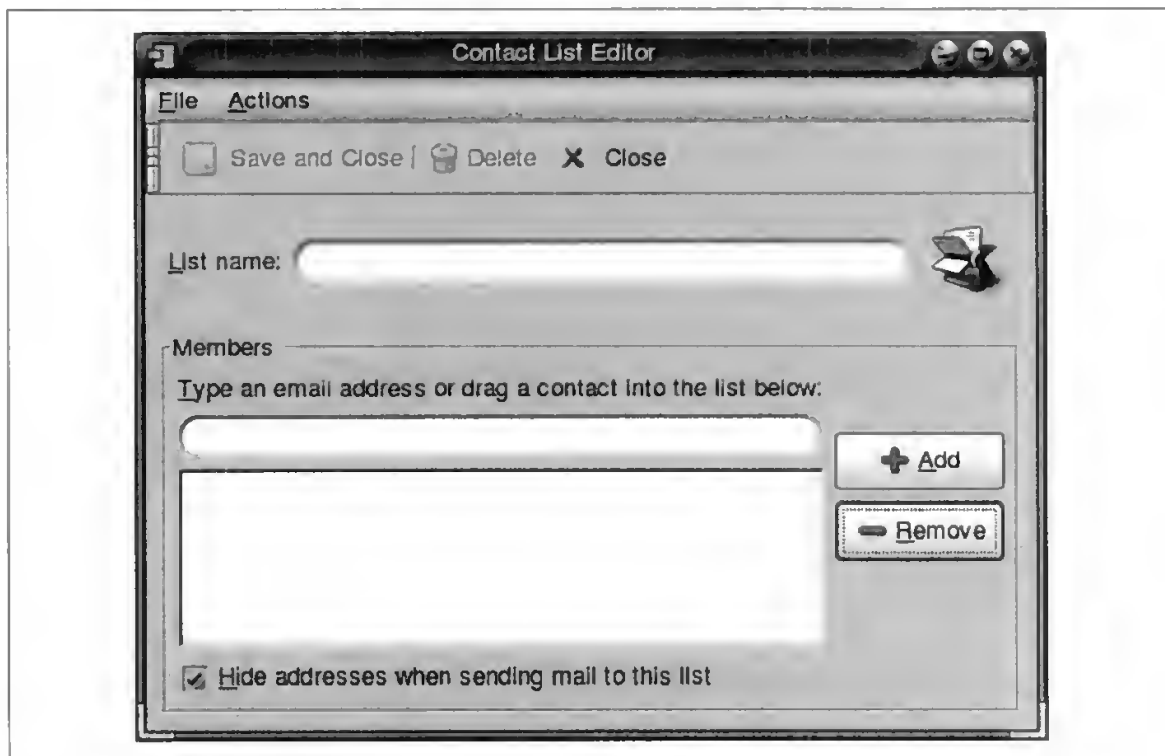 Contact List Editor
File Actions
Save and Close Delete Close
List name:
Members
Type an email address or drag a contact into the list below:
Add
Remove
Hide addresses when sending mail to this list